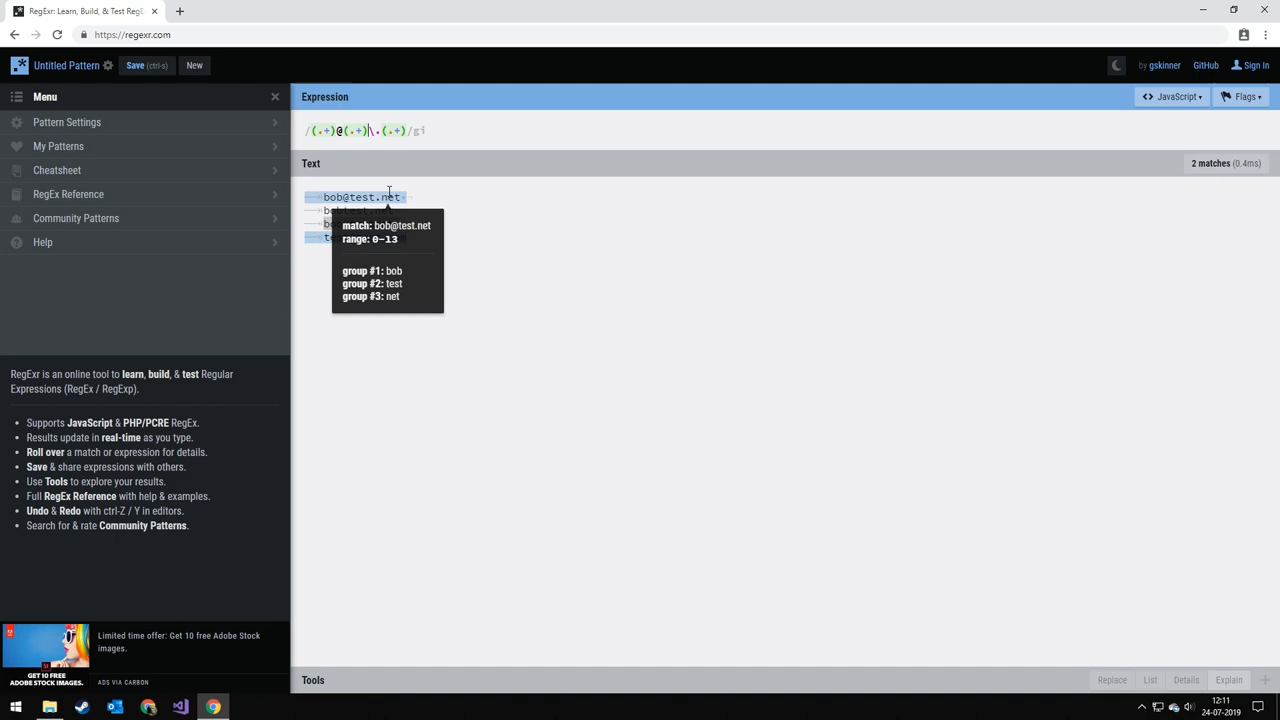 RegExr: Learn, Build, & Test RegE
https://regexr.com
Untitled Pattern
Save (ctrl-s)
New
by gskinner
GitHub
Sign In
Menu
Expression
JavaScript
Flags
Pattern Settings
/(.+)@(.+)\.(.+)/gi
My Patterns
Text
2 matches (0.4ms)
Cheatsheet
RegEx Reference
bob@test.net
Community Patterns
match: bob@test.net
range: 0-13
Help
group #1: bob
group #2: test
group #3: net
RegExr is an online tool to learn, build, & test Regular
Expressions (RegEx / RegExp).
Supports JavaScript & PHP/PCRE RegEx.
Results update in real-time as you type.
Roll over a match or expression for details.
Save & share expressions with others.
Use Tools to explore your results.
Full RegEx Reference with help & examples.
Undo & Redo with ctrl-Z / Y in editors.
Search for & rate Community Patterns.
Limited time offer: Get 10 free Adobe Stock
images.
GET 10 FREE
ADOBE STOCK IMAGES.
ADS VIA CARBON
Tools
Replace
List
Details
Explain
12:11
24-07-2019